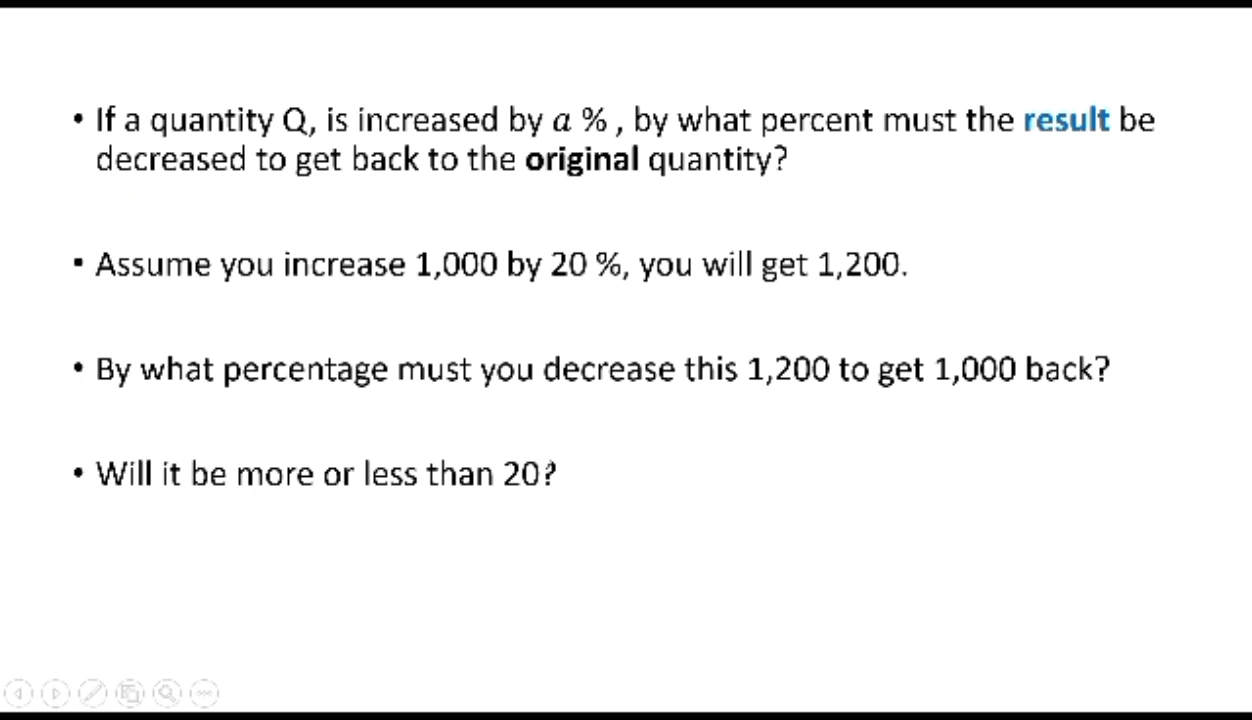 • If a quantity Q, is increased by a % , by what percent must the result be
decreased to get back to the original quantity?
▪ Assume you increase 1,000 by 20 %, you will get 1,200.
• By what percentage must you decrease this 1,200 to get 1,000 back?
• Will it be more or less than 20?